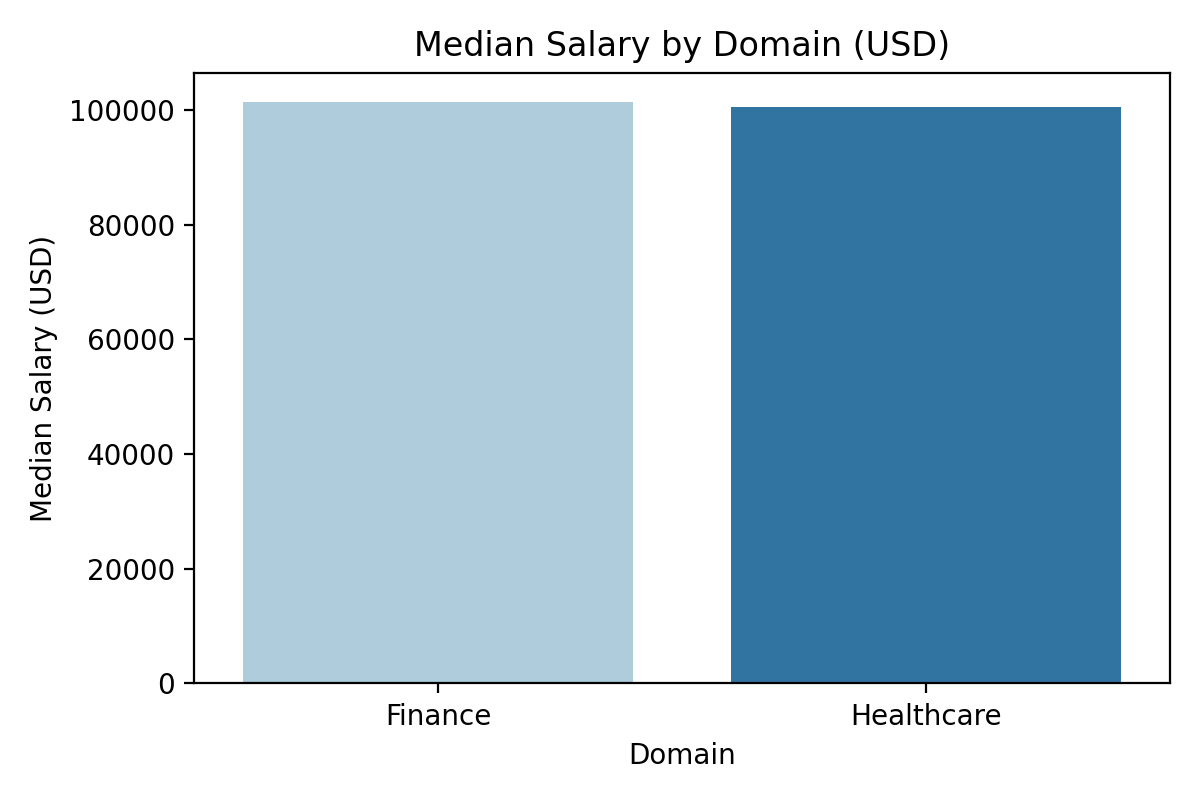 Median Salary by Domain (USD)
Median Salary (USD)
100000
80000
60000
40000
20000
0
Finance
Healthcare
Domain